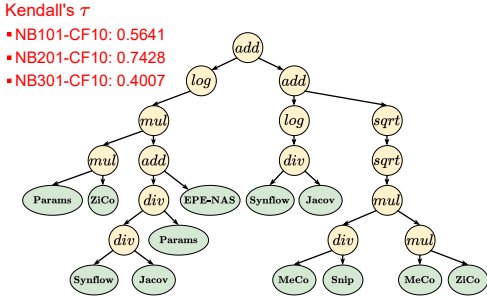 Kendall's τ
▪NB101-CF10: 0.5641
▪NB201-CF10: 0.7428
▪NB301-CF10: 0.4007
add
log add
mul log sqrt
mul add div sqrt
Params ZiCo div EPE-NAS Synflow Jacov mul
div Params div mul
Synflow Jacov MeCo Snip MeCo ZiCo